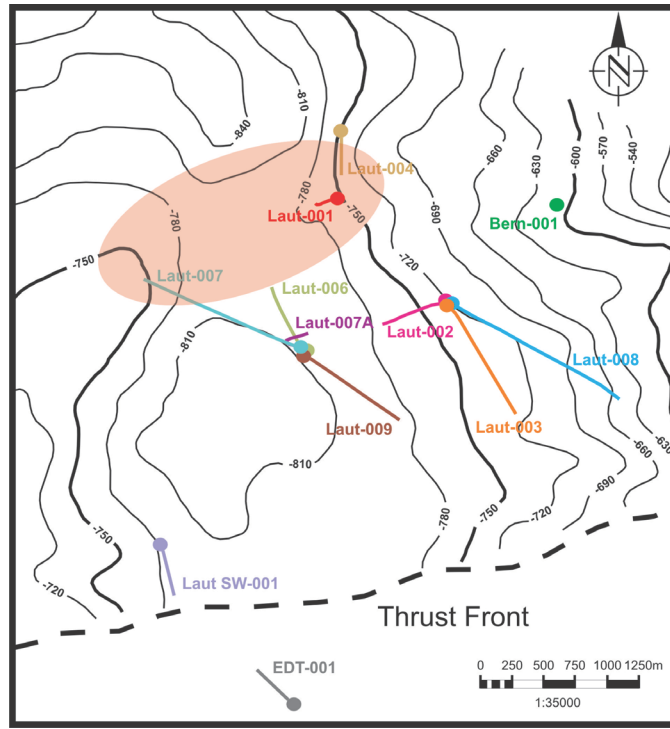 -810
-840
-660
-630
-600
-570
-540
Laut-004
-780
Laut-001
-750
-690
Bern-001
-780
-750
-720
Laut-007
Laut-006
-810
Laut-007A
Laut-002
Laut-008
Laut-009
Laut-003
-810
-660
-630
-690
-780
-750
-720
-750
-720
Laut SW-001
Thrust Front
EDT-001
N
0 250 500 750 1000 1250m
1:35000